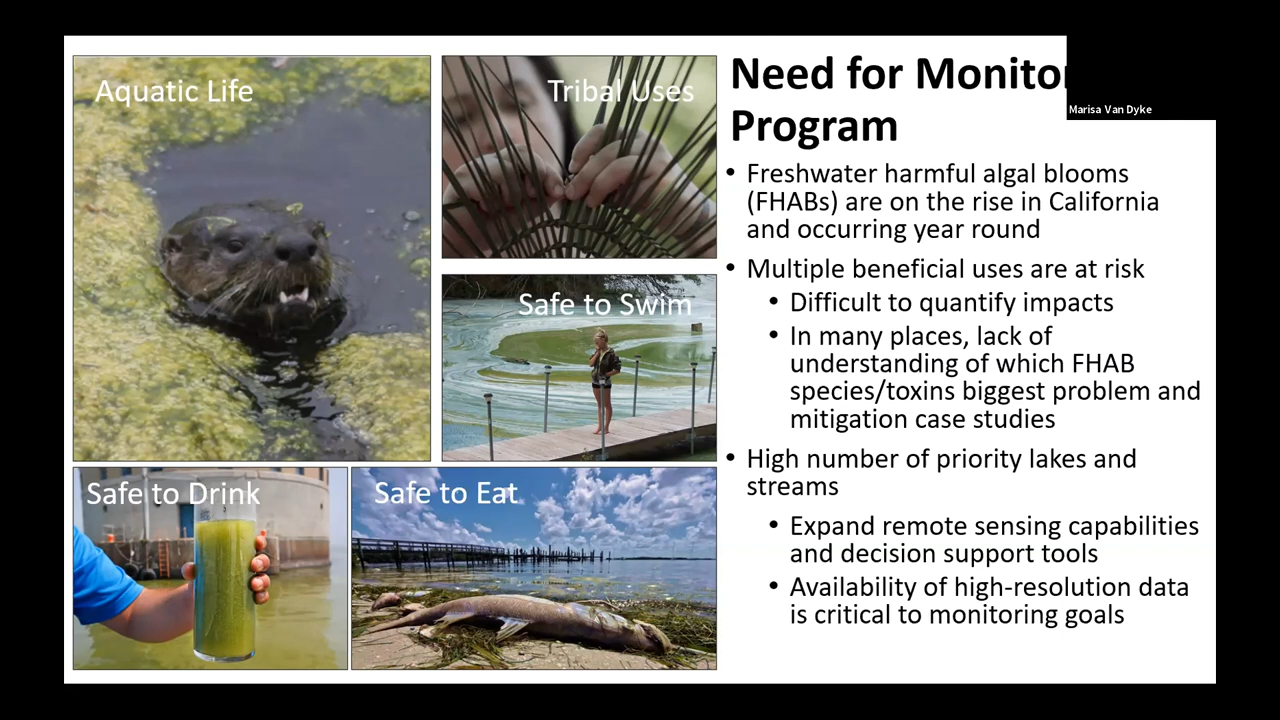 Aquatic Life
Tribal Uses
Safe to Swim
Safe to Drink
Safe to Eat
Need for
Program
Marisa Van Dyke
• Freshwater harmful algal blooms
(FHABs) are on the rise in California
and occurring year round
• Multiple beneficial uses are at risk
• Difficult to quantify impacts
• In many places, lack of
understanding of which FHAB
species/toxins biggest problem and
mitigation case studies
• High number of priority lakes and
streams
• Expand remote sensing capabilities
and decision support tools
• Availability of high-resolution data
is critical to monitoring goals